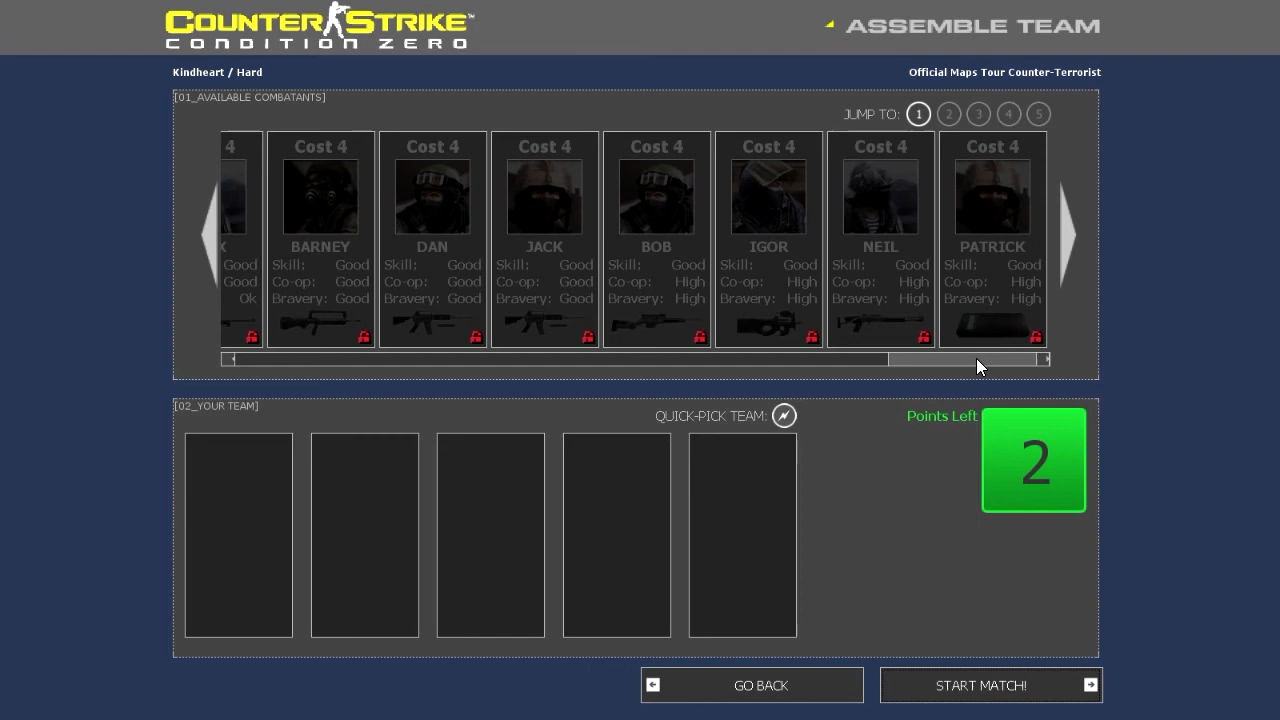 COUNTER STRIKE™
CONDITION ZERO
ASSEMBLE TEAM
Kindheart / Hard
Official Maps Tour Counter-Terrorist
[01_AVAILABLE COMBATANTS]
JUMP TO: 1 2 3 4 5
4 Cost 4 Cost 4 Cost 4 Cost 4 Cost 4 Cost 4 Cost 4
BARNEY DAN JACK BOB IGOR NEIL PATRICK
Good Skill: Good Skill: Good Skill: Good Skill: Good Skill: Good Skill: Good Skill: Good
Good Co-op: Good Co-op: Good Co-op: Good Co-op: High Co-op: High Co-op: High Co-op: High
Ok Bravery: Good Bravery: Good Bravery: Good Bravery: High Bravery: High Bravery: High Bravery: High
[02_YOUR TEAM]
QUICK-PICK TEAM:
Points Left
2
GO BACK
START MATCH!